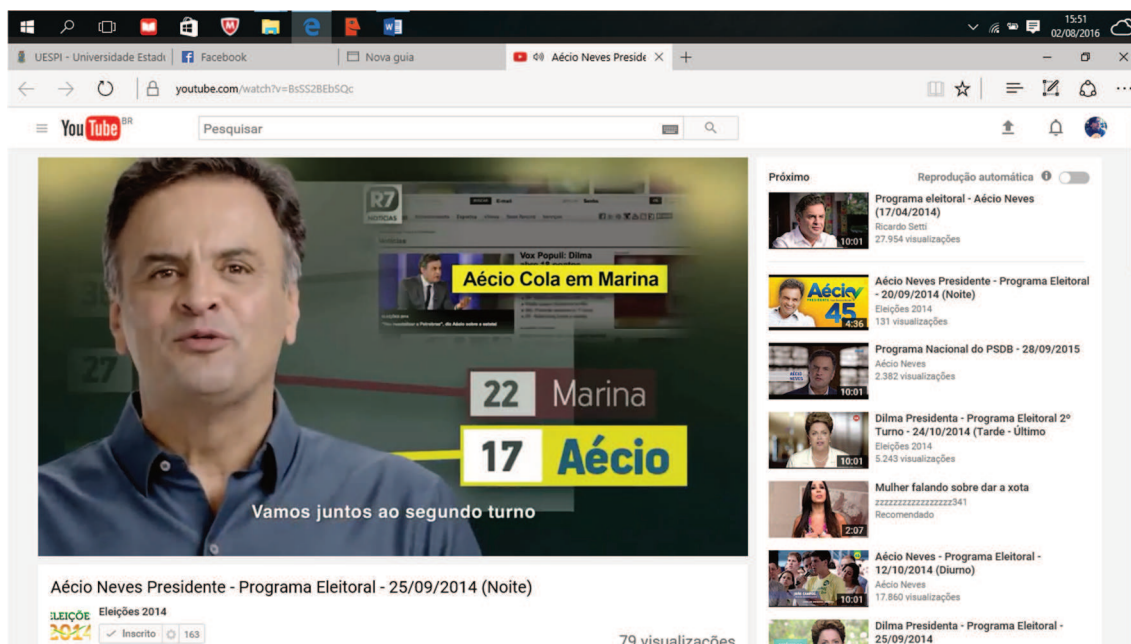 15:51
02/08/2016
UESPI - Universidade Estadu
Facebook
Nova guia
Aécio Neves Preside
youtube.com/watch?v=BsSS2BEbSQc
YouTube BR
Pesquisar
R7
NOTÍCIAS
E-mail
Senha
Vox Populi: Dilma
Aécio Cola em Marina
27
22 Marina
17 Aécio
Vamos juntos ao segundo turno
Aécio Neves Presidente - Programa Eleitoral - 25/09/2014 (Noite)
ELEIÇÕE
2014
Eleições 2014
Inscrito 163
79 visualizações
Próximo
Reprodução automática
10:01
Programa eleitoral - Aécio Neves
(17/04/2014)
Ricardo Setti
27.954 visualizações
Aécio
45
4:36
Aécio Neves Presidente - Programa Eleitoral
- 20/09/2014 (Noite)
Eleições 2014
131 visualizações
10:01
Programa Nacional do PSDB - 28/09/2015
Aécio Neves
2.382 visualizações
10:01
Dilma Presidenta - Programa Eleitoral 2º
Turno - 24/10/2014 (Tarde - Último
Eleições 2014
5.243 visualizações
2:07
Mulher falando sobre dar a xota
zzzzzzzzzzzzzzzzz341
Recomendado
10:01
Aécio Neves - Programa Eleitoral -
12/10/2014 (Diurno)
Aécio Neves
17.860 visualizações
Dilma Presidenta - Programa Eleitoral -
25/09/2014